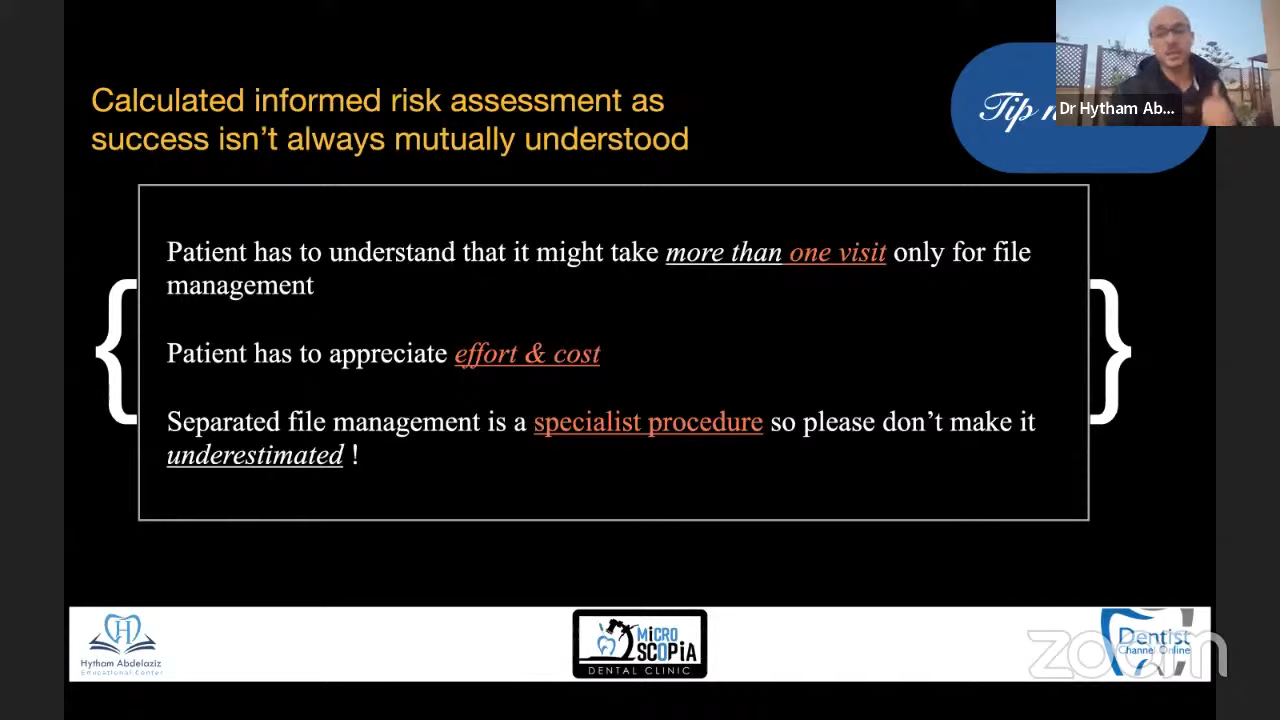 Calculated informed risk assessment as
success isn't always mutually understood
Tip
Dr Hytham Ab...
Patient has to understand that it might take more than one visit only for file
management
Patient has to appreciate effort & cost
Separated file management is a specialist procedure so please don't make it
underestimated !
Hytham Abdelaziz
Educational Center
MiCRO
SCOPiA
DENTAL CLINIC
Dentist
Channel Online
zoom